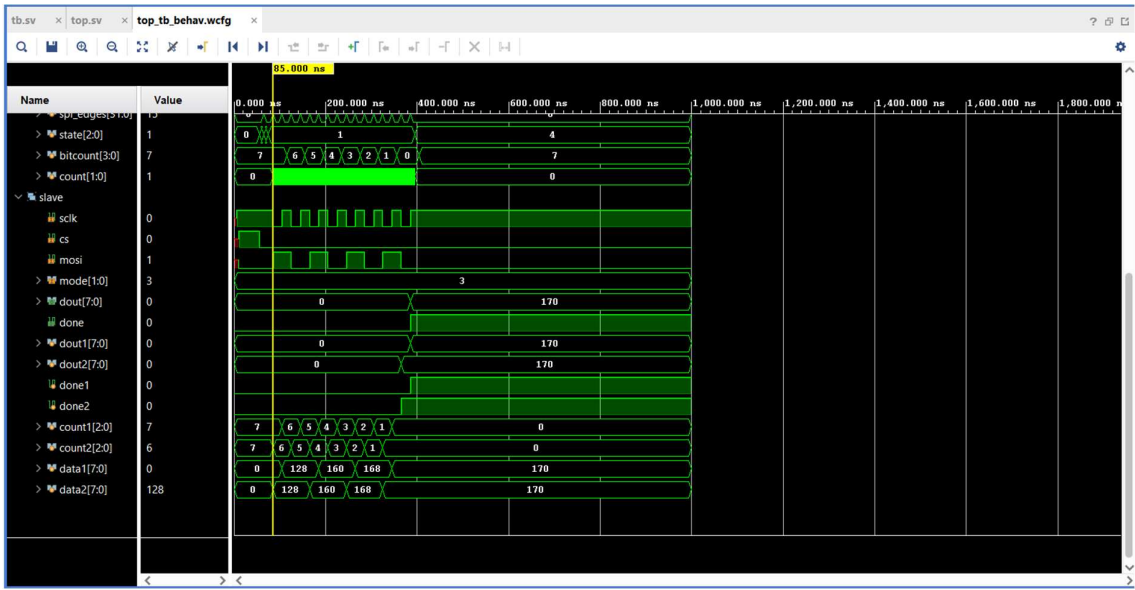 tb.sv × top.sv × top_tb_behav.wcfg × ?
85.000 ns
Name Value 0.000 ns 200.000 ns 400.000 ns 600.000 ns 800.000 ns 1,000.000 ns 1,200.000 ns 1,400.000 ns 1,600.000 ns 1,800.000 n
spi_edges[31:0] 15 0 0
state[2:0] 1 0 1 4
bitcount[3:0] 7 7 6 5 4 3 2 1 0 7
count[1:0] 1 0 0
slave
sclk 0
cs 0
mosi 1
mode[1:0] 3 3
dout[7:0] 0 0 170
done 0
dout1[7:0] 0 0 170
dout2[7:0] 0 0 170
done1 0
done2 0
count1[2:0] 7 7 6 5 4 3 2 1 0
count2[2:0] 6 7 6 5 4 3 2 1 0
data1[7:0] 0 0 128 160 168 170
data2[7:0] 128 0 128 160 168 170